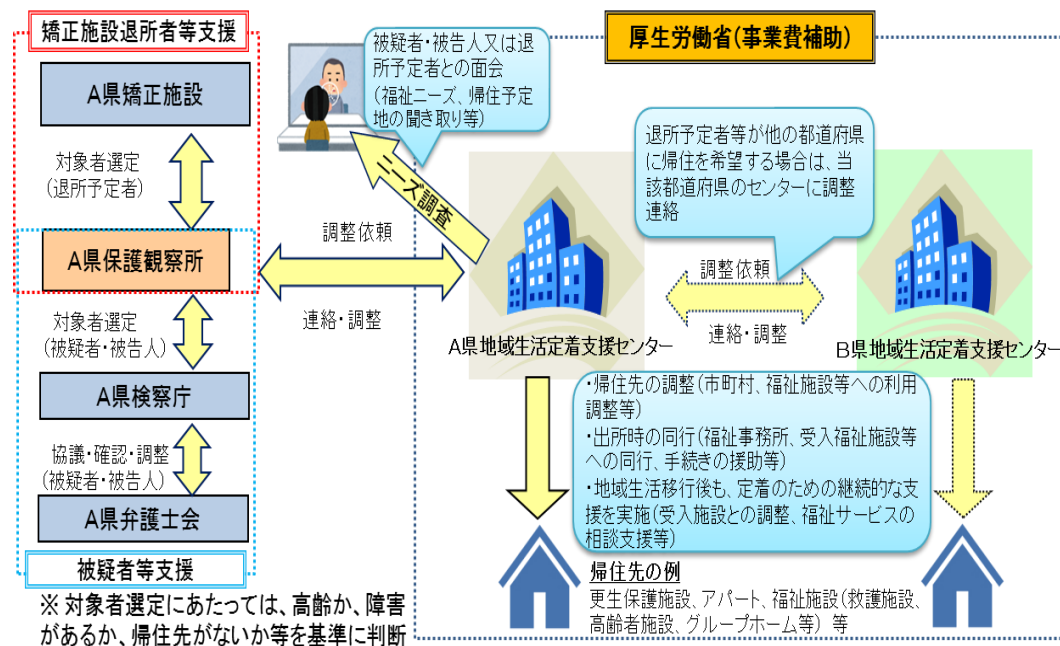 矯正施設退所者等支援
A県矯正施設
対象者選定
(退所予定者)
A県保護観察所
対象者選定
(被疑者・被告人)
A県検察庁
協議・確認・調整
(被疑者・被告人)
A県弁護士会
被疑者等支援
※ 対象者選定にあたっては、高齢か、障害
があるか、帰住先がないか等を基準に判断
被疑者・被告人又は退
所予定者との面会
(福祉ニーズ、帰住予定
地の聞き取り等)
ニーズ調査
調整依頼
連絡・調整
厚生労働省(事業費補助)
退所予定者等が他の都道府県
に帰住を希望する場合は、当
該都道府県のセンターに調整
連絡
調整依頼
連絡・調整
A県地域生活定着支援センター
B県地域生活定着支援センター
・帰住先の調整(市町村、福祉施設等への利用
調整等)
・出所時の同行(福祉事務所、受入福祉施設等
への同行、手続きの援助等)
・地域生活移行後も、定着のための継続的な支
援を実施(受入施設との調整、福祉サービスの
相談支援等)
帰住先の例
更生保護施設、アパート、福祉施設(救護施設、
高齢者施設、グループホーム等) 等